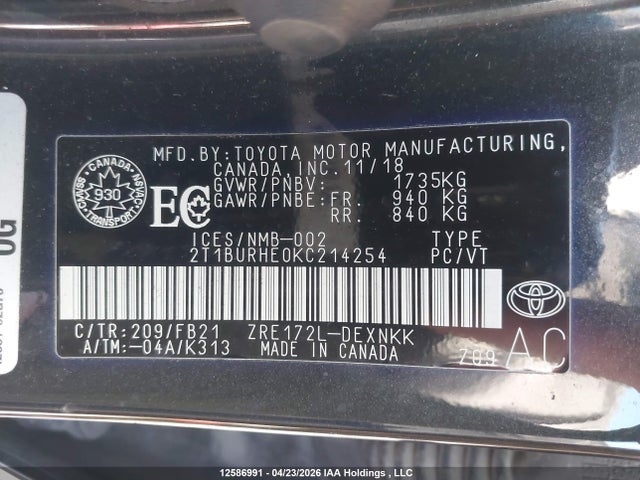 MFD.BY:TOYOTA MOTOR MANUFACTURING,
CANADA,INC.11/18
GVWR/PNBV: 1735KG
GAWR/PNBE:FR. 940 KG
RR. 840 KG
CANADA
930
TRANSPORT
EC
ICES/NMB-002 TYPE
2T1BURHE0KC214254 PC/VT
C/TR:209/FB21 ZRE172L-DEXNKK
A/TM:-04A/K313 MADE IN CANADA
AC
12586991 - 04/23/2026 IAA Holdings , LLC